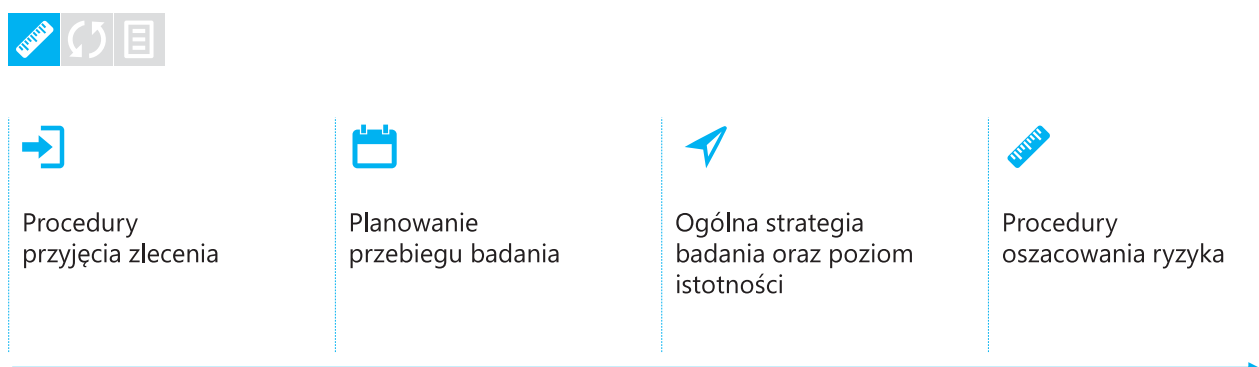 Procedury
przyjęcia zlecenia
Planowanie
przebiegu badania
Ogólna strategia
badania oraz poziom
istotności
Procedury
oszacowania ryzyka